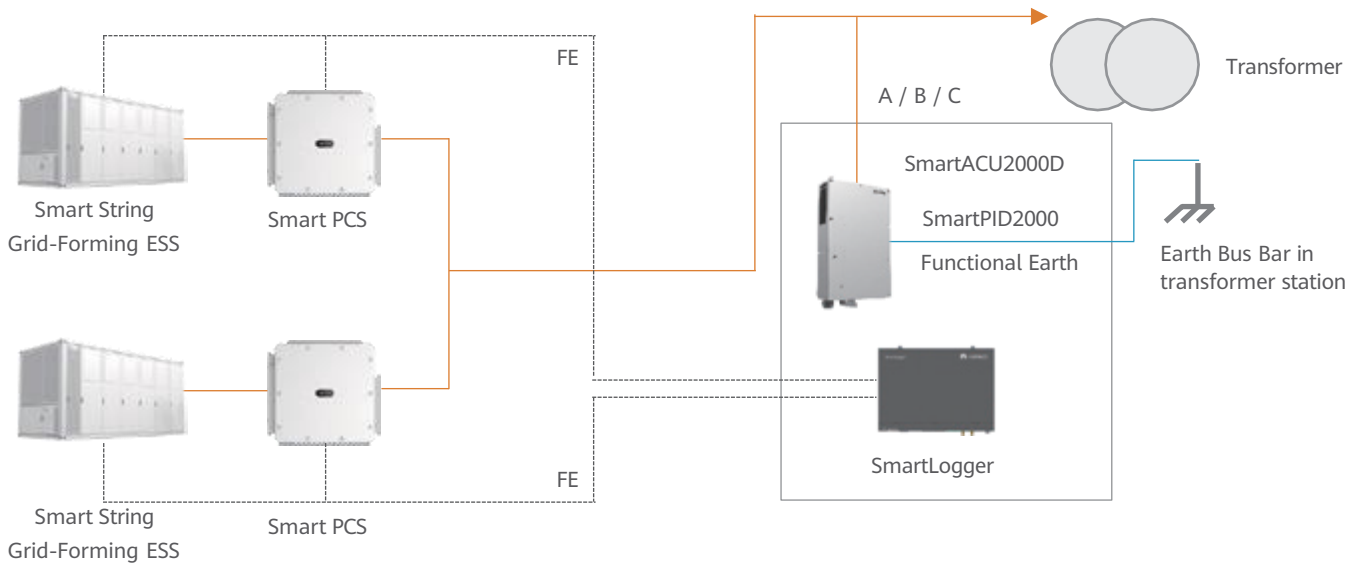 FE
Transformer
A / B / C
SmartACU2000D
Smart String
Grid-Forming ESS
Smart PCS
SmartPID2000
Functional Earth
Earth Bus Bar in
transformer station
SmartLogger
FE
Smart String
Grid-Forming ESS
Smart PCS